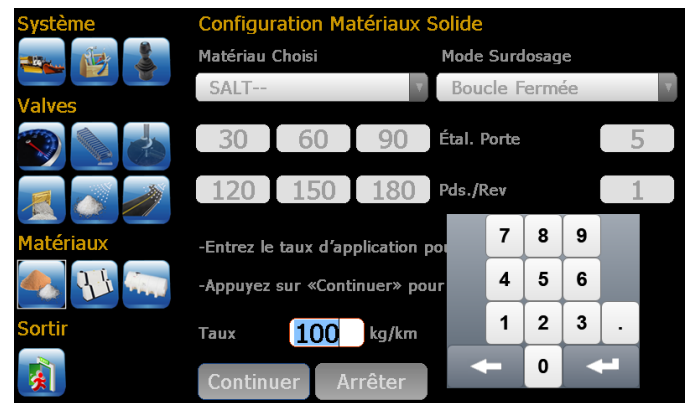 Système
Configuration Matériaux Solide
Matériau Choisi
Mode Surdosage
SALT--
Boucle Fermée
Valves
30 60 90
Étal. Porte 5
120 150 180
Pds./Rev 1
Matériaux
-Entrez le taux d'application
-Appuyez sur «Continuer» pour
7 8 9
4 5 6
1 2 3 .
0
Sortir
Taux 100 kg/km
Continuer Arrêter